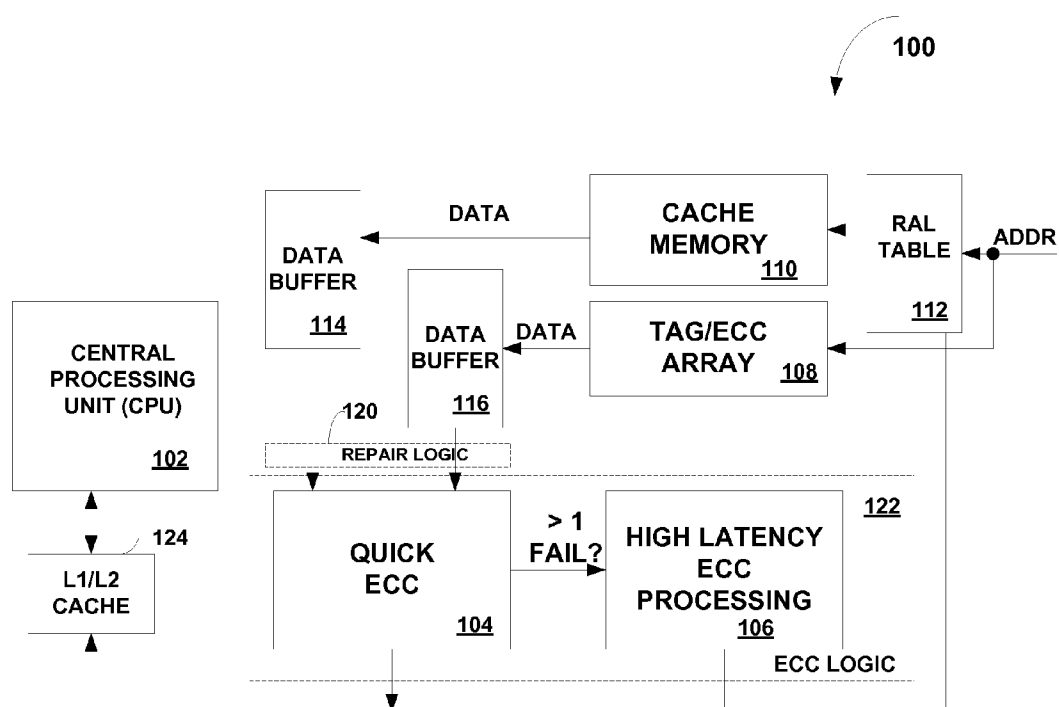 100
DATA
CACHE
MEMORY
110
RAL
TABLE
112
ADDR
DATA
BUFFER
114
DATA
BUFFER
116
DATA
TAG/ECC
ARRAY
108
CENTRAL
PROCESSING
UNIT (CPU)
102
120
REPAIR LOGIC
122
124
L1/L2
CACHE
QUICK
ECC
104
> 1
FAIL?
HIGH LATENCY
ECC
PROCESSING
106
ECC LOGIC